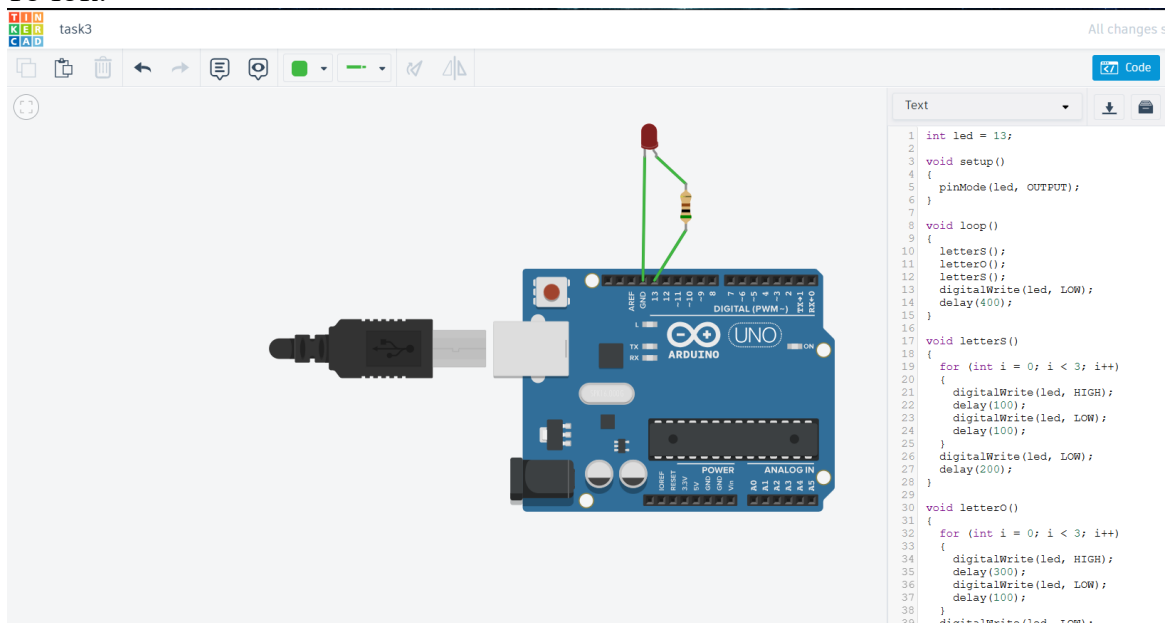 TIN
KER
CAD
task3
All changes s
Code
Text
1 int led = 13;
2
3 void setup()
4 {
5 pinMode(led, OUTPUT);
6 }
7
8 void loop()
9 {
10 letterS();
11 letterO();
12 letterS();
13 digitalWrite(led, LOW);
14 delay(400);
15 }
16
17 void letterS()
18 {
19 for (int i = 0; i < 3; i++)
20 {
21 digitalWrite(led, HIGH);
22 delay(100);
23 digitalWrite(led, LOW);
24 delay(100);
25 }
26 digitalWrite(led, LOW);
27 delay(200);
28 }
29
30 void letterO()
31 {
32 for (int i = 0; i < 3; i++)
33 {
34 digitalWrite(led, HIGH);
35 delay(300);
36 digitalWrite(led, LOW);
37 delay(100);
38 }
39 digitalWrite(led, LOW);
AREF
GND
13
12
~11
~10
~9
8
7
~6
~5
4
~3
2
TX→1
RX←0
DIGITAL (PWM~)
L
TX
RX
ARDUINO
UNO
ON
POWER
ANALOG IN
IOREF
RESET
3.3V
5V
GND
GND
Vin
A0
A1
A2
A3
A4
A5